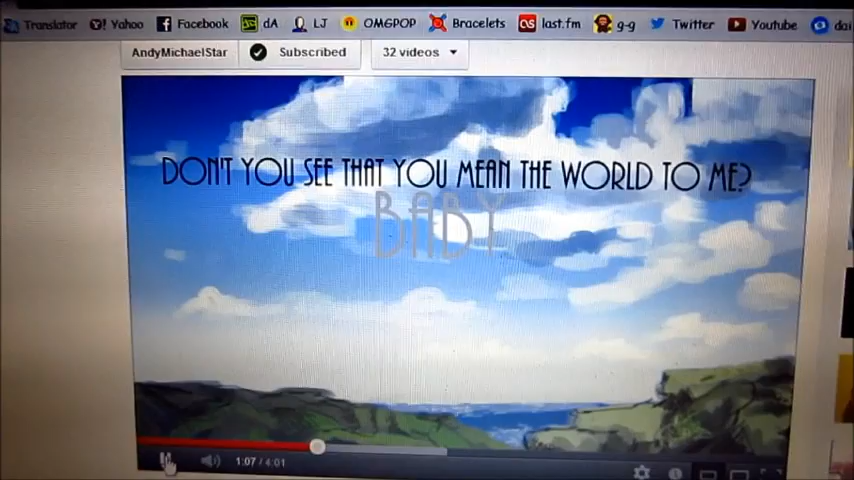 Translator Yahoo Facebook dA LJ OMGPOP Bracelets last.fm g-g Twitter Youtube dai
AndyMichaelStar Subscribed 32 videos
DON'T YOU SEE THAT YOU MEAN THE WORLD TO ME?
BABY
1:07 / 4:01